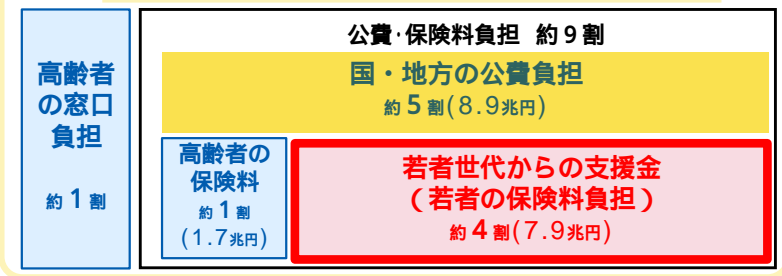 高齢者
の窓口
負担
約1割
公費・保険料負担 約9割
国・地方の公費負担
約5割(8.9兆円)
高齢者の
保険料
約1割
(1.7兆円)
若者世代からの支援金
(若者の保険料負担)
約4割(7.9兆円)